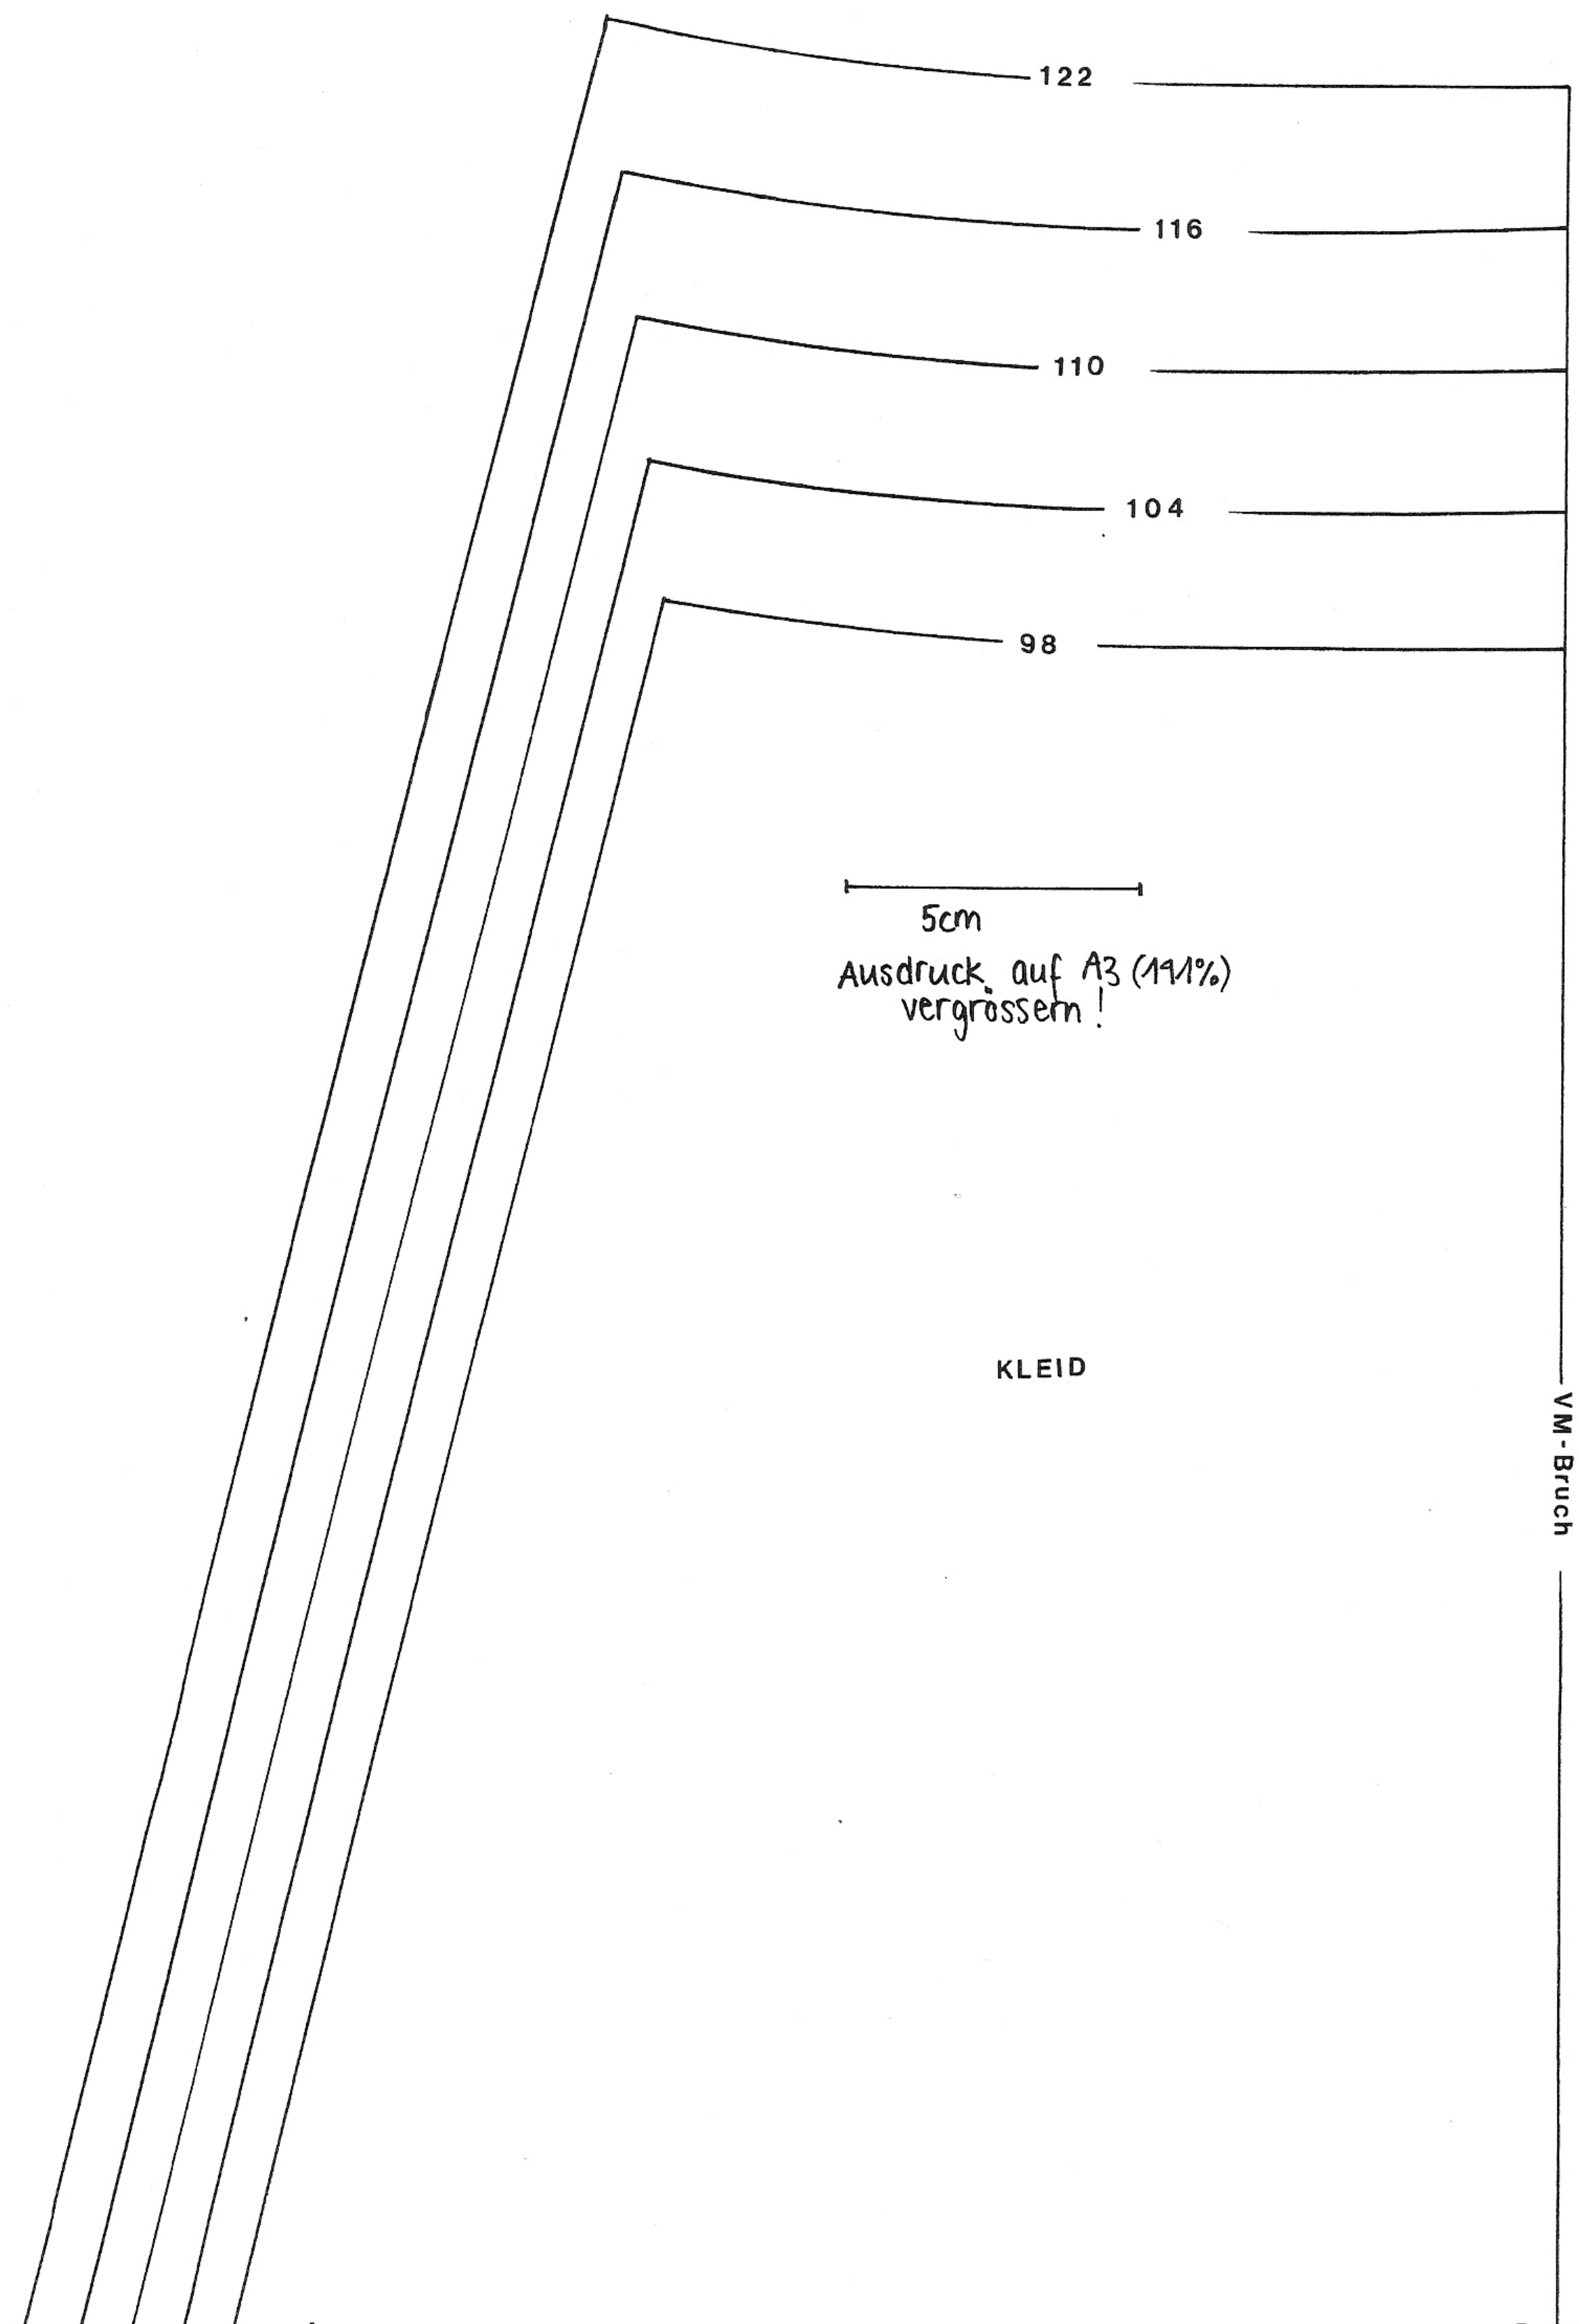 122
116
110
104
98
5cm
Ausdruck auf A3 (141%)
vergrössern!
KLEID
VM-Bruch